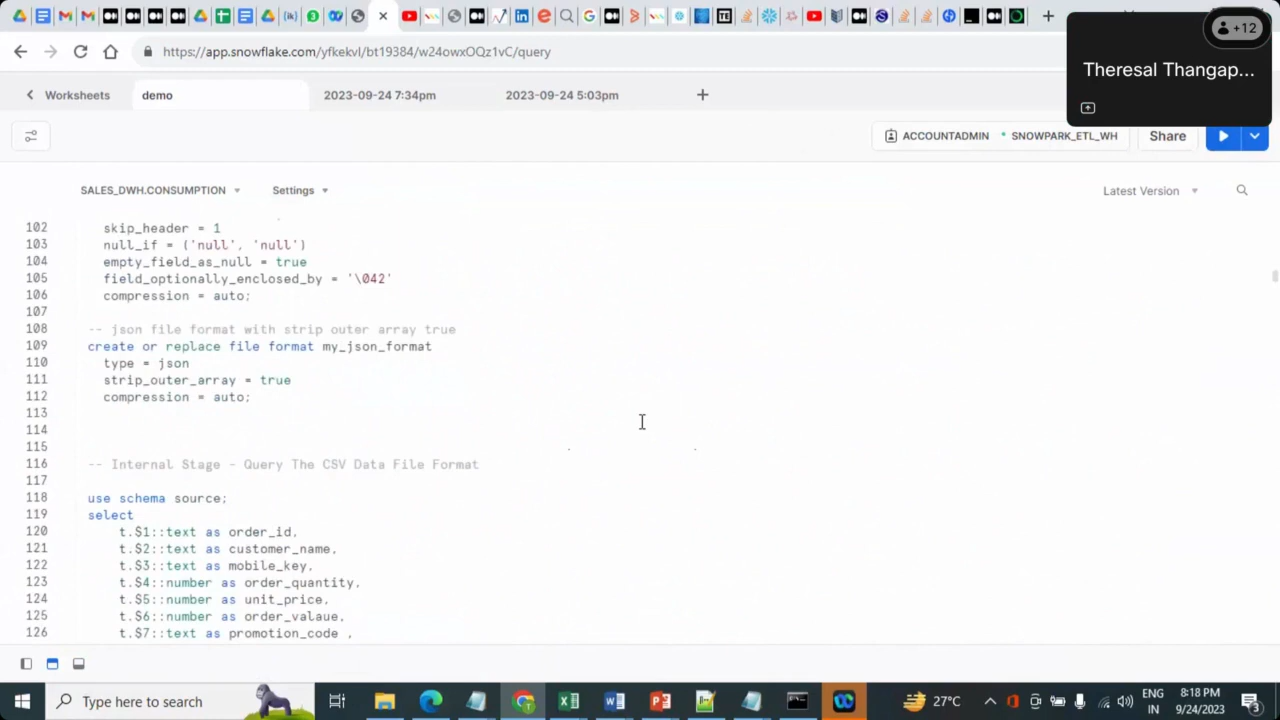 https://app.snowflake.com/yfkekvl/bt19384/w24owxOQz1vC/query
+12
Theresal Thangap...
Worksheets
demo
2023-09-24 7:34pm
2023-09-24 5:03pm
ACCOUNTADMIN
SNOWPARK_ETL_WH
Share
SALES_DWH.CONSUMPTION
Settings
Latest Version
102 skip_header = 1
103 null_if = ('null', 'null')
104 empty_field_as_null = true
105 field_optionally_enclosed_by = '\042'
106 compression = auto;
107
108 -- json file format with strip outer array true
109 create or replace file format my_json_format
110 type = json
111 strip_outer_array = true
112 compression = auto;
113
114
115
116 -- Internal Stage - Query The CSV Data File Format
117
118 use schema source;
119 select
120 t.$1::text as order_id,
121 t.$2::text as customer_name,
122 t.$3::text as mobile_key,
123 t.$4::number as order_quantity,
124 t.$5::number as unit_price,
125 t.$6::number as order_valaue,
126 t.$7::text as promotion_code ,
Type here to search
27°C
ENG
IN
8:18 PM
9/24/2023
3